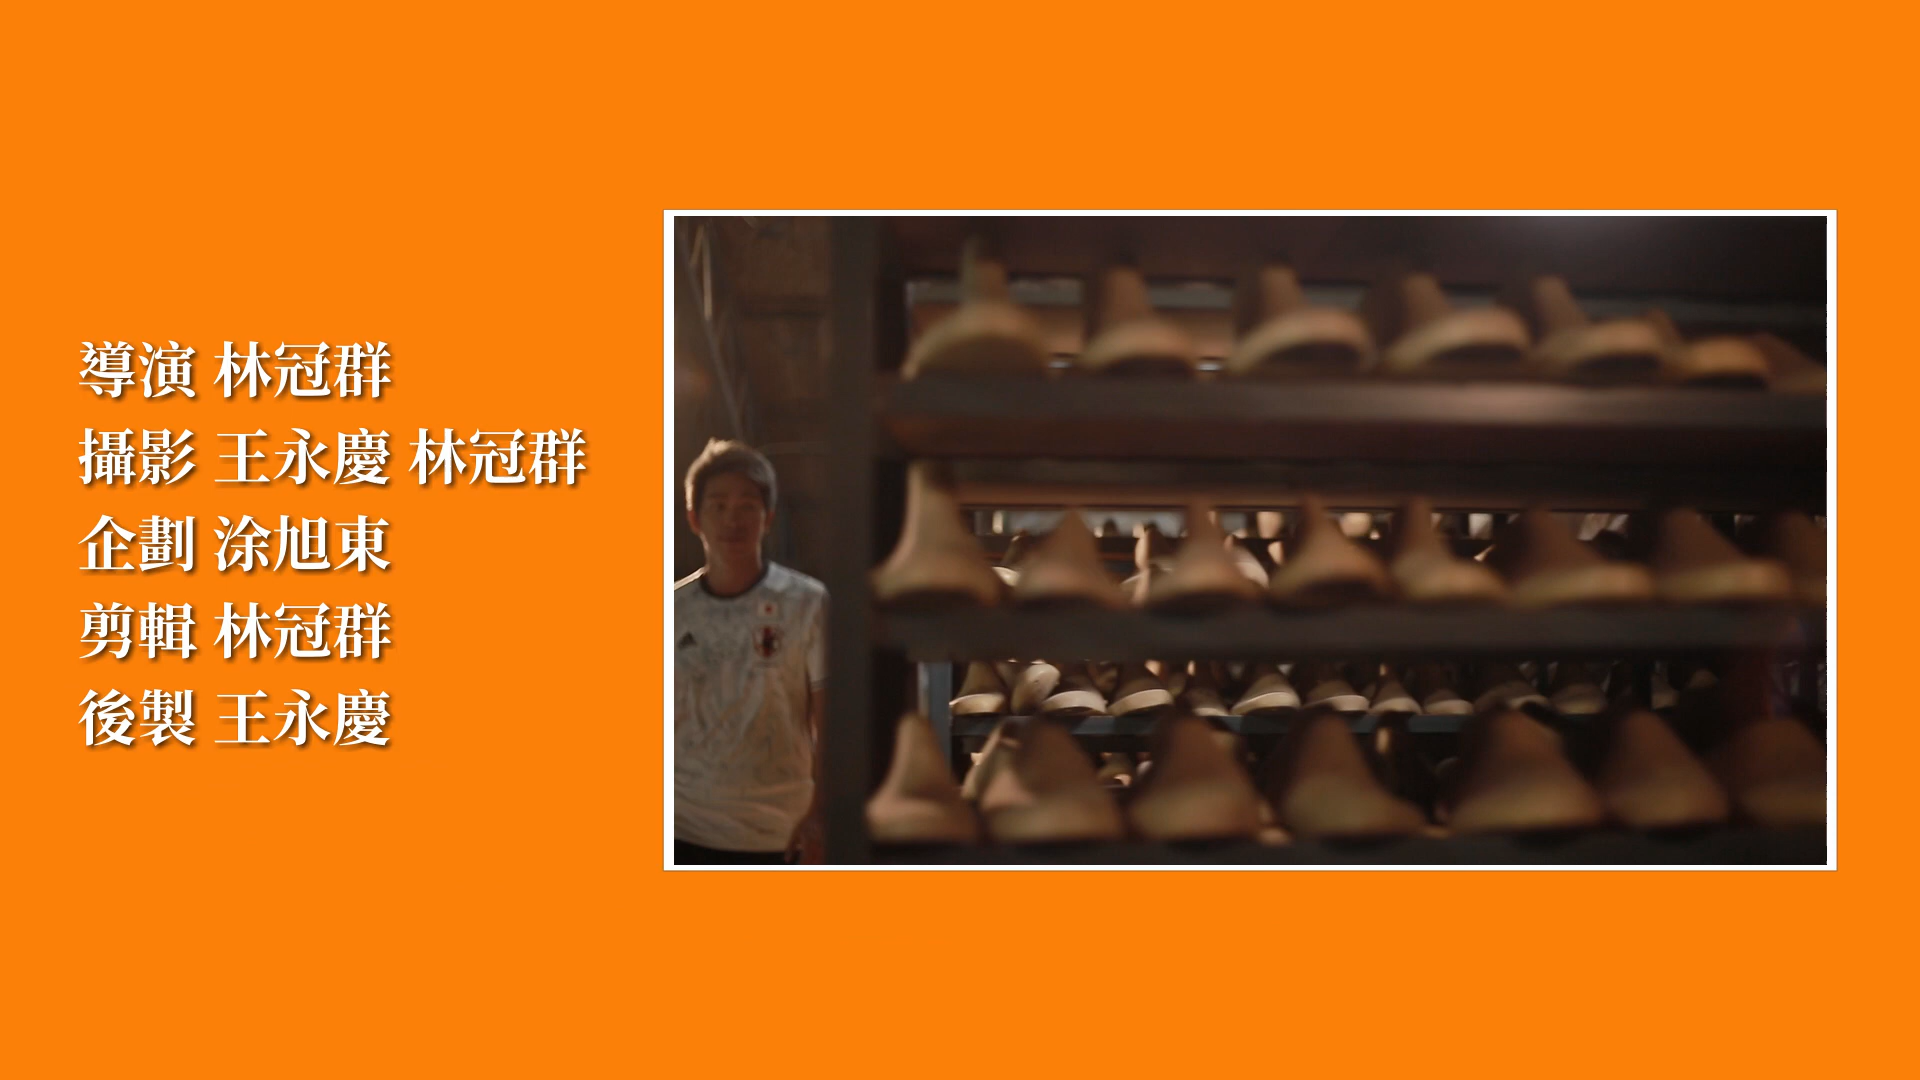 導演 林冠群
攝影 王永慶 林冠群
企劃 涂旭東
剪輯 林冠群
後製 王永慶